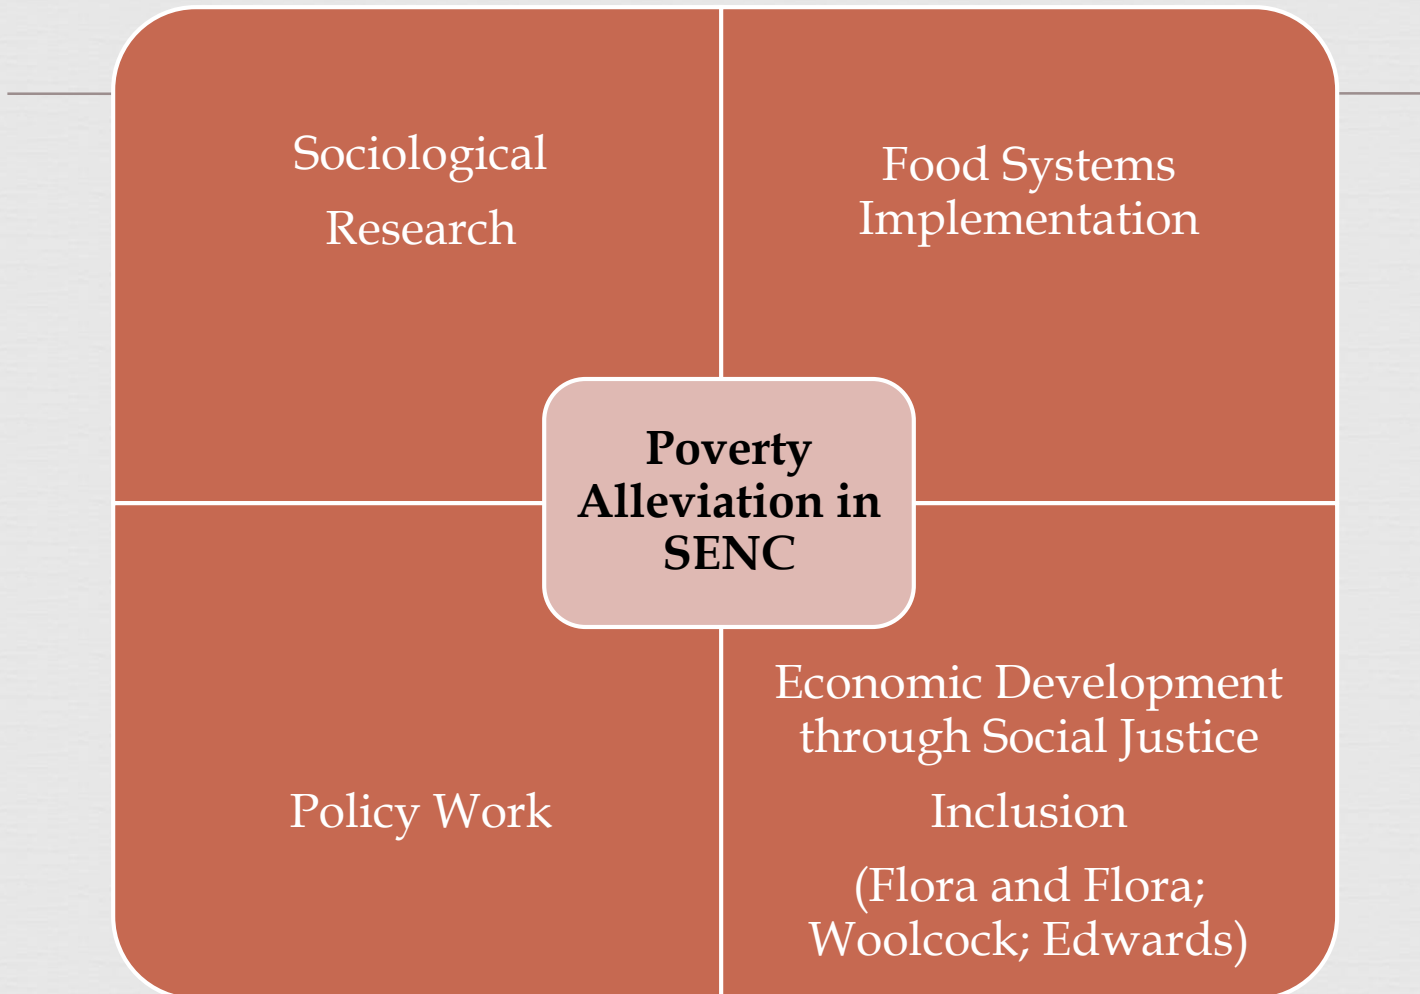 Sociological
Research
Food Systems
Implementation
Poverty
Alleviation in
SENC
Policy Work
Economic Development
through Social Justice
Inclusion
(Flora and Flora;
Woolcock; Edwards)